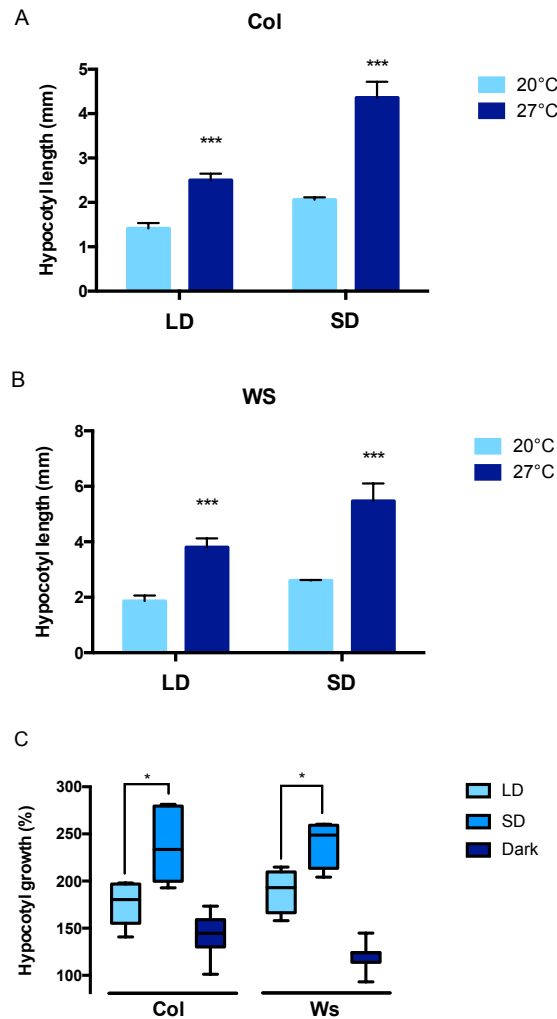 A
Col
Hypocotyl length (mm)
5
4
3
2
1
0
***
***
LD
SD
20°C
27°C
B
WS
Hypocotyl length (mm)
8
6
4
2
0
***
***
LD
SD
20°C
27°C
C
Hypocotyl growth (%)
300
250
200
150
100
*
*
Col
Ws
LD
SD
Dark